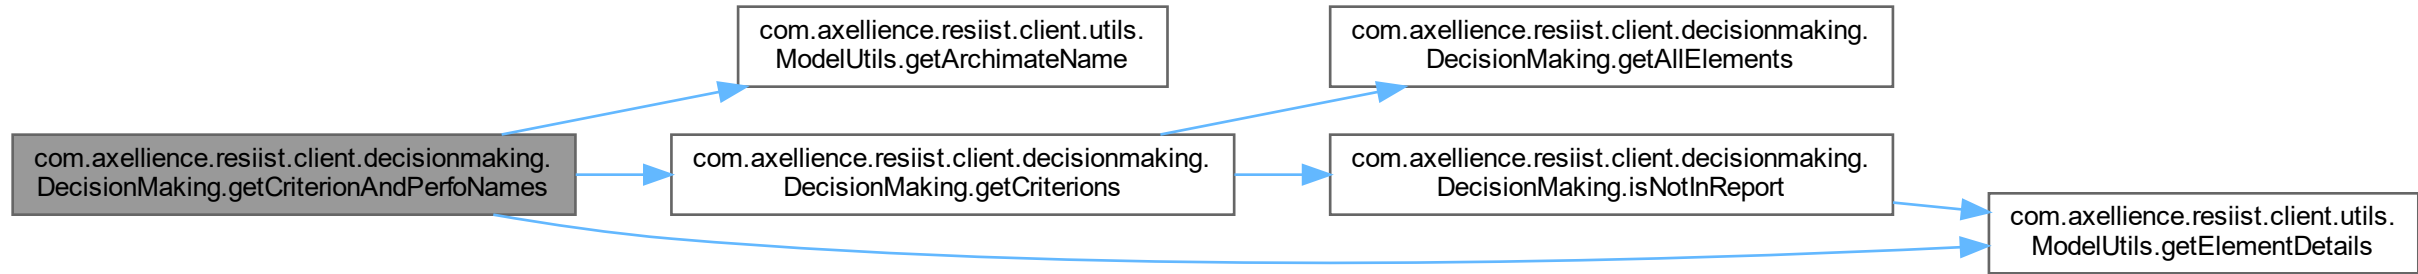 com.axellience.resiist.client.decisionmaking.
DecisionMaking.getCriterionAndPerfoNames
com.axellience.resiist.client.utils.
ModelUtils.getArchimateName
com.axellience.resiist.client.decisionmaking.
DecisionMaking.getCriterions
com.axellience.resiist.client.decisionmaking.
DecisionMaking.getAllElements
com.axellience.resiist.client.decisionmaking.
DecisionMaking.isNotInReport
com.axellience.resiist.client.utils.
ModelUtils.getElementDetails